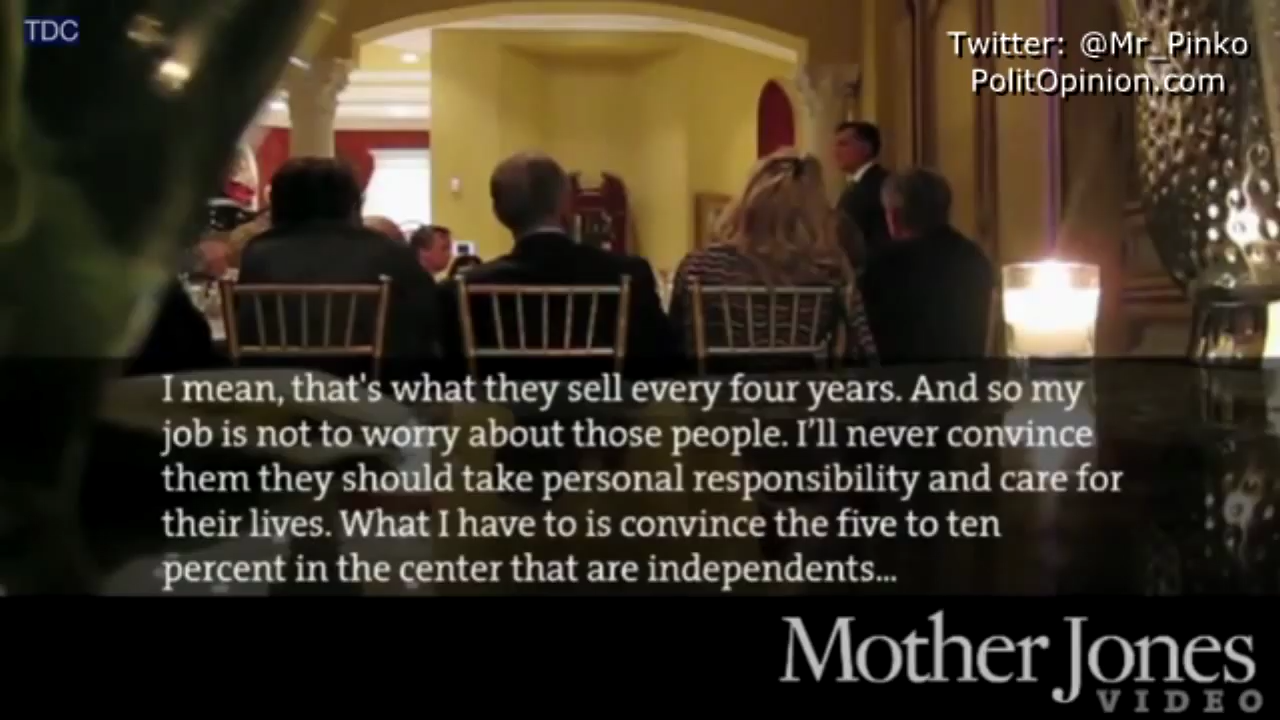 TDC
Twitter: @Mr_Pinko
PolitOpinion.com
I mean, that's what they sell every four years. And so my
job is not to worry about those people. I’ll never convince
them they should take personal responsibility and care for
their lives. What I have to is convince the five to ten
percent in the center that are independents...
Mother Jones
VIDEO